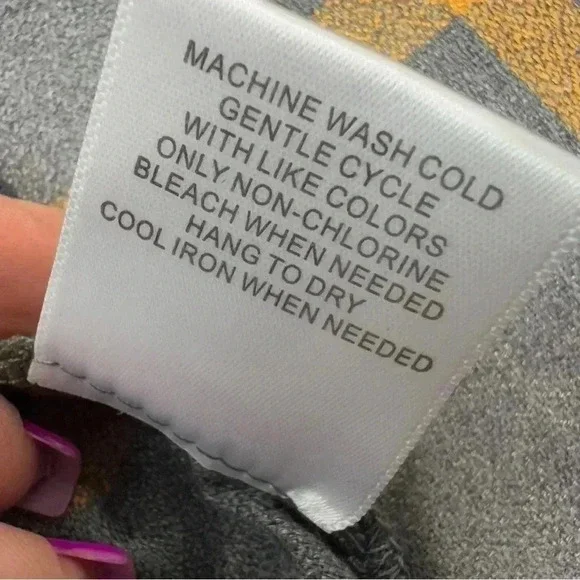 MACHINE WASH COLD
GENTLE CYCLE
WITH LIKE COLORS
ONLY NON-CHLORINE
BLEACH WHEN NEEDED
HANG TO DRY
COOL IRON WHEN NEEDED